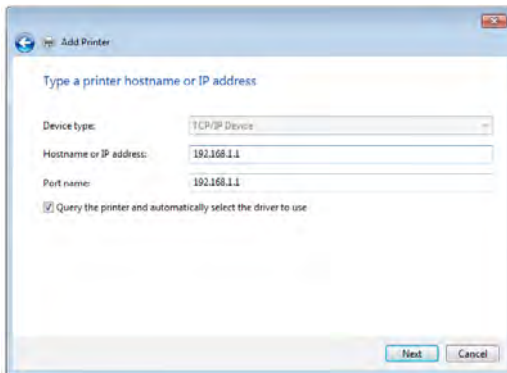 Add Printer
Type a printer hostname or IP address
Device type: TCP/IP Device
Hostname or IP address: 192.168.1.1
Port name: 192.168.1.1
Query the printer and automatically select the driver to use
Next Cancel